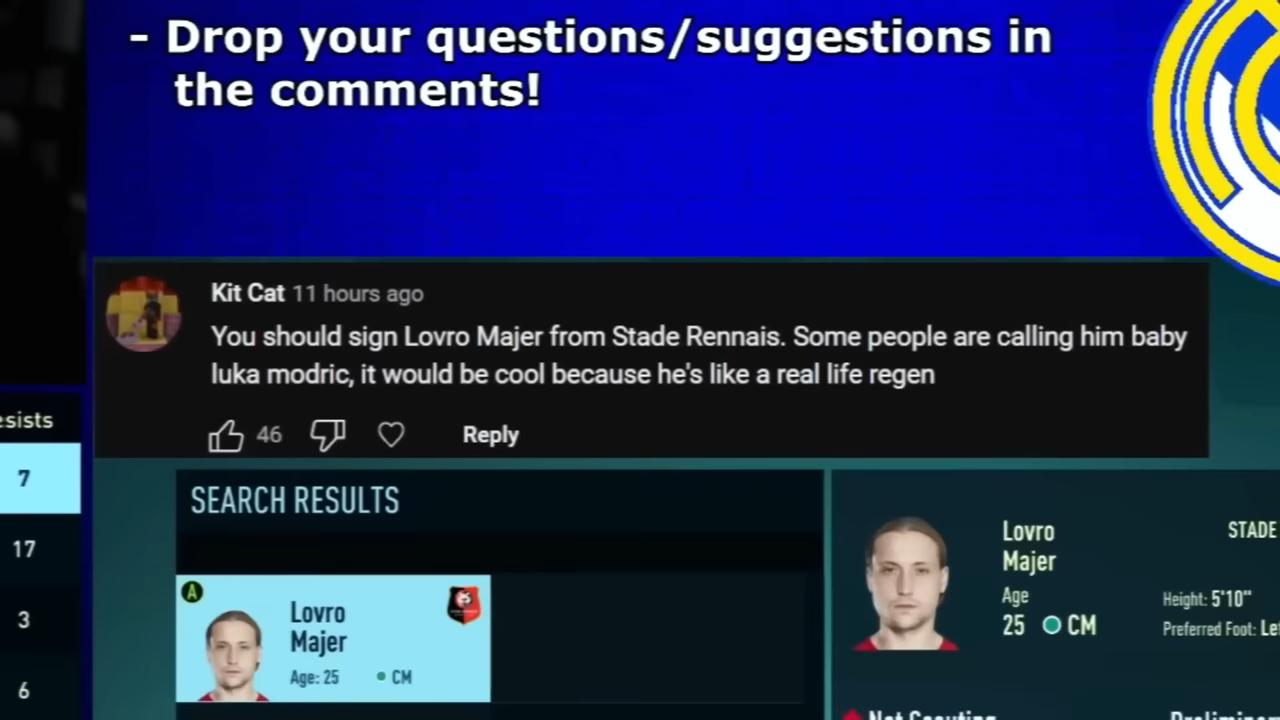 - Drop your questions/suggestions in
the comments!
Kit Cat 11 hours ago
You should sign Lovro Majer from Stade Rennais. Some people are calling him baby
luka modric, it would be cool because he's like a real life regen
46
Reply
7
17
3
6
SEARCH RESULTS
A
Lovro
Majer
Age: 25 CM
Lovro
Majer
Age
25 CM
STADE
Height: 5'10"
Preferred Foot:
Not Scouting